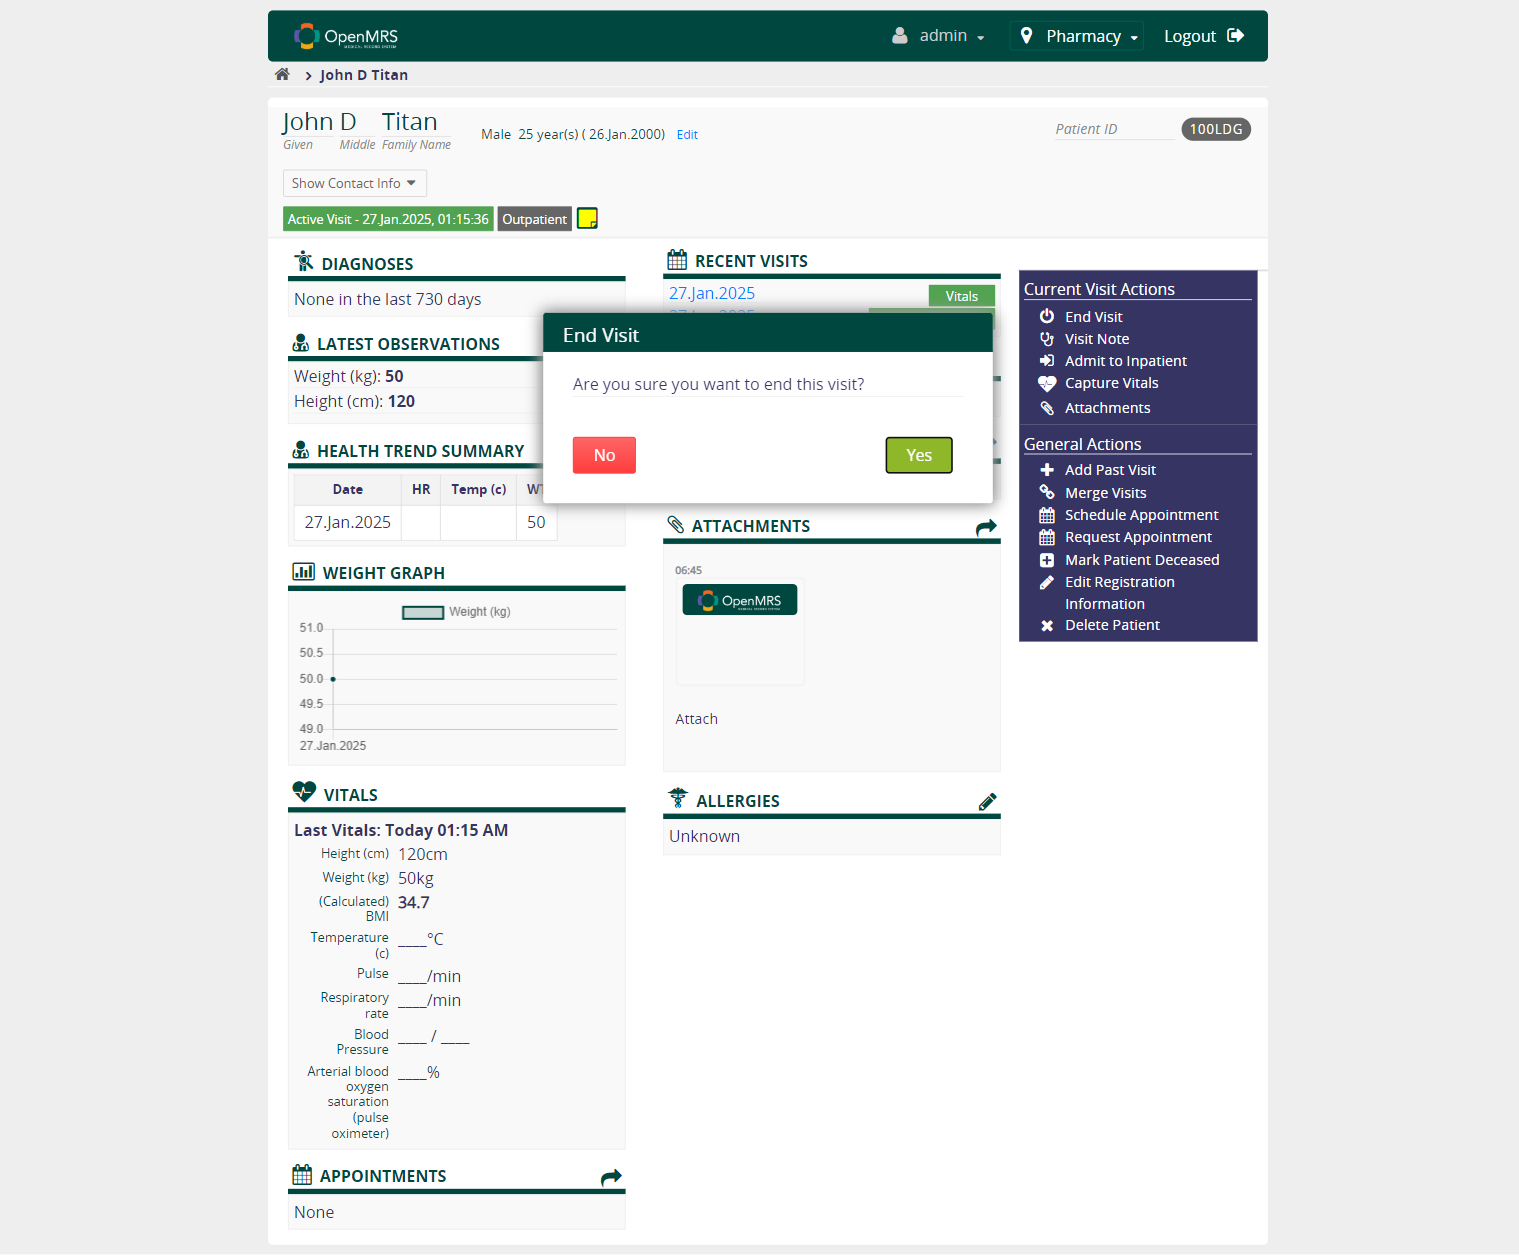 OpenMRS
MEDICAL RECORD SYSTEM
admin
Pharmacy
Logout
John D Titan
John D Titan
Given Middle Family Name
Male 25 year(s) ( 26.Jan.2000) Edit
Patient ID
100LDG
Show Contact Info
Active Visit - 27.Jan.2025, 01:15:36
Outpatient
DIAGNOSES
None in the last 730 days
LATEST OBSERVATIONS
Weight (kg): 50
Height (cm): 120
HEALTH TREND SUMMARY
Date HR Temp (c)
27.Jan.2025 50
WEIGHT GRAPH
Weight (kg)
51.0
50.5
50.0
49.5
49.0
27.Jan.2025
VITALS
Last Vitals: Today 01:15 AM
Height (cm) 120cm
Weight (kg) 50kg
(Calculated) BMI 34.7
Temperature (c) ____°C
Pulse ____/min
Respiratory rate ____/min
Blood Pressure ____ / ____
Arterial blood oxygen saturation (pulse oximeter) ____%
APPOINTMENTS
None
RECENT VISITS
27.Jan.2025 Vitals
End Visit
Are you sure you want to end this visit?
No
Yes
ATTACHMENTS
06:45
OpenMRS
MEDICAL RECORD SYSTEM
Attach
ALLERGIES
Unknown
Current Visit Actions
End Visit
Visit Note
Admit to Inpatient
Capture Vitals
Attachments
General Actions
Add Past Visit
Merge Visits
Schedule Appointment
Request Appointment
Mark Patient Deceased
Edit Registration
Information
Delete Patient